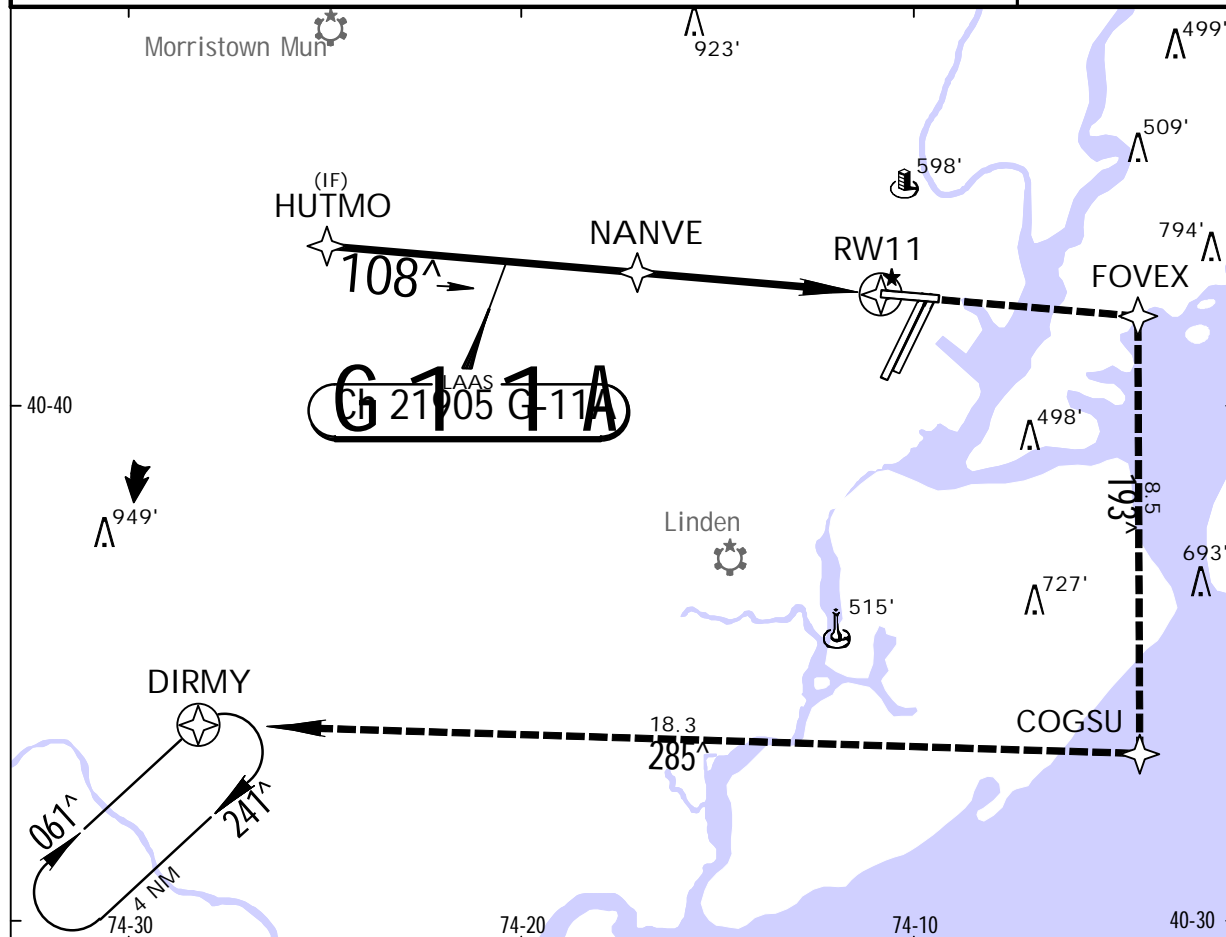 499'
Morristown Mun
923'
509'
598'
(IF)
HUTMO
NANVE
RW11
794'
FOVEX
108^
LAAS
G11A
Ch 21905 G-11A
40-40
498'
8.5
193^
949'
Linden
693'
727'
515'
DIRMY
COGSU
18.3
285^
061^
241^
4 NM
74-30
74-20
74-10
40-30